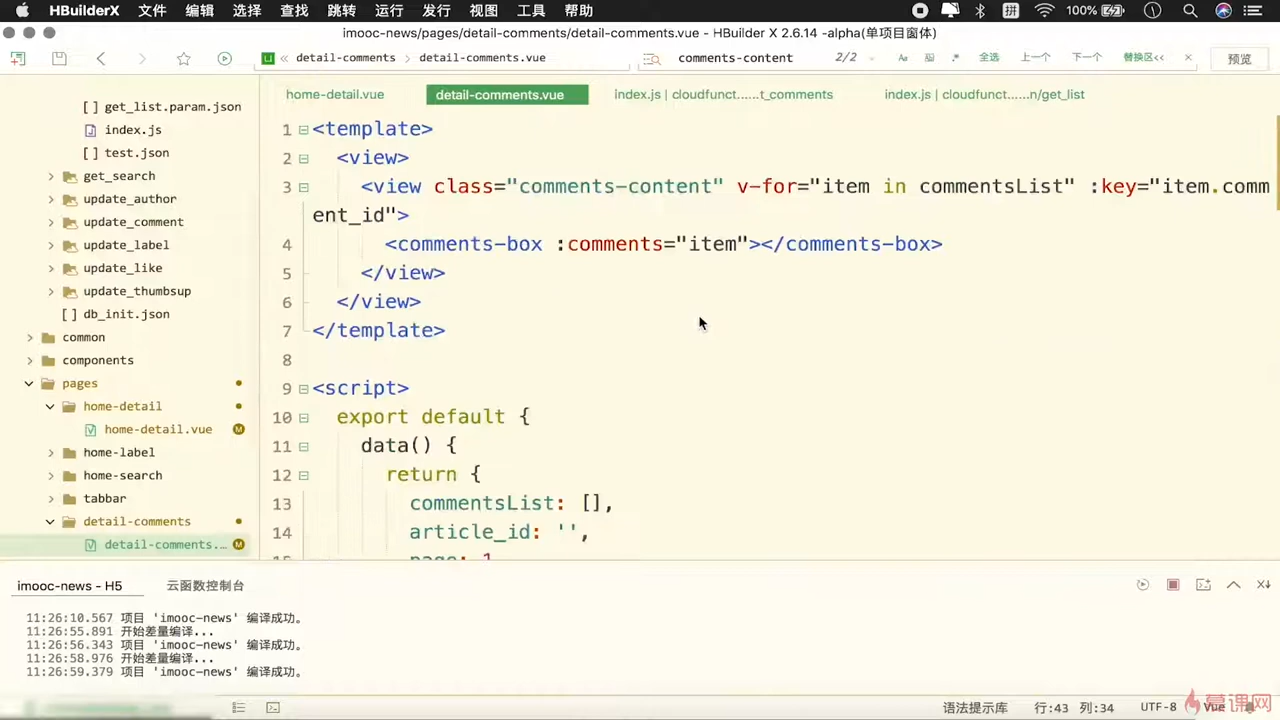 HBuilderX 文件 编辑 选择 查找 跳转 运行 发行 视图 工具 帮助 100%
imooc-news/pages/detail-comments/detail-comments.vue - HBuilder X 2.6.14 -alpha(单项目窗体)
detail-comments detail-comments.vue comments-content 2/2 Aa .* 全选 上一个 下一个 替换区<< 预览
home-detail.vue detail-comments.vue index.js | cloudfunct......t_comments index.js | cloudfunct......n/get_list
[ ] get_list.param.json
index.js
[ ] test.json
get_search
update_author
update_comment
update_label
update_like
update_thumbsup
[ ] db_init.json
common
components
pages
home-detail
home-detail.vue M
home-label
home-search
tabbar
detail-comments
detail-comments.... M
1 <template>
2 <view>
3 <view class="comments-content" v-for="item in commentsList" :key="item.comm
ent_id">
4 <comments-box :comments="item"></comments-box>
5 </view>
6 </view>
7 </template>
8
9 <script>
10 export default {
11 data() {
12 return {
13 commentsList: [],
14 article_id: '',
15 page: 1
imooc-news - H5 云函数控制台
11:26:10.567 项目 'imooc-news' 编译成功。
11:26:55.891 开始差量编译...
11:26:56.343 项目 'imooc-news' 编译成功。
11:26:58.976 开始差量编译...
11:26:59.379 项目 'imooc-news' 编译成功。
语法提示库 行:43 列:34 UTF-8 Vue
慕课网